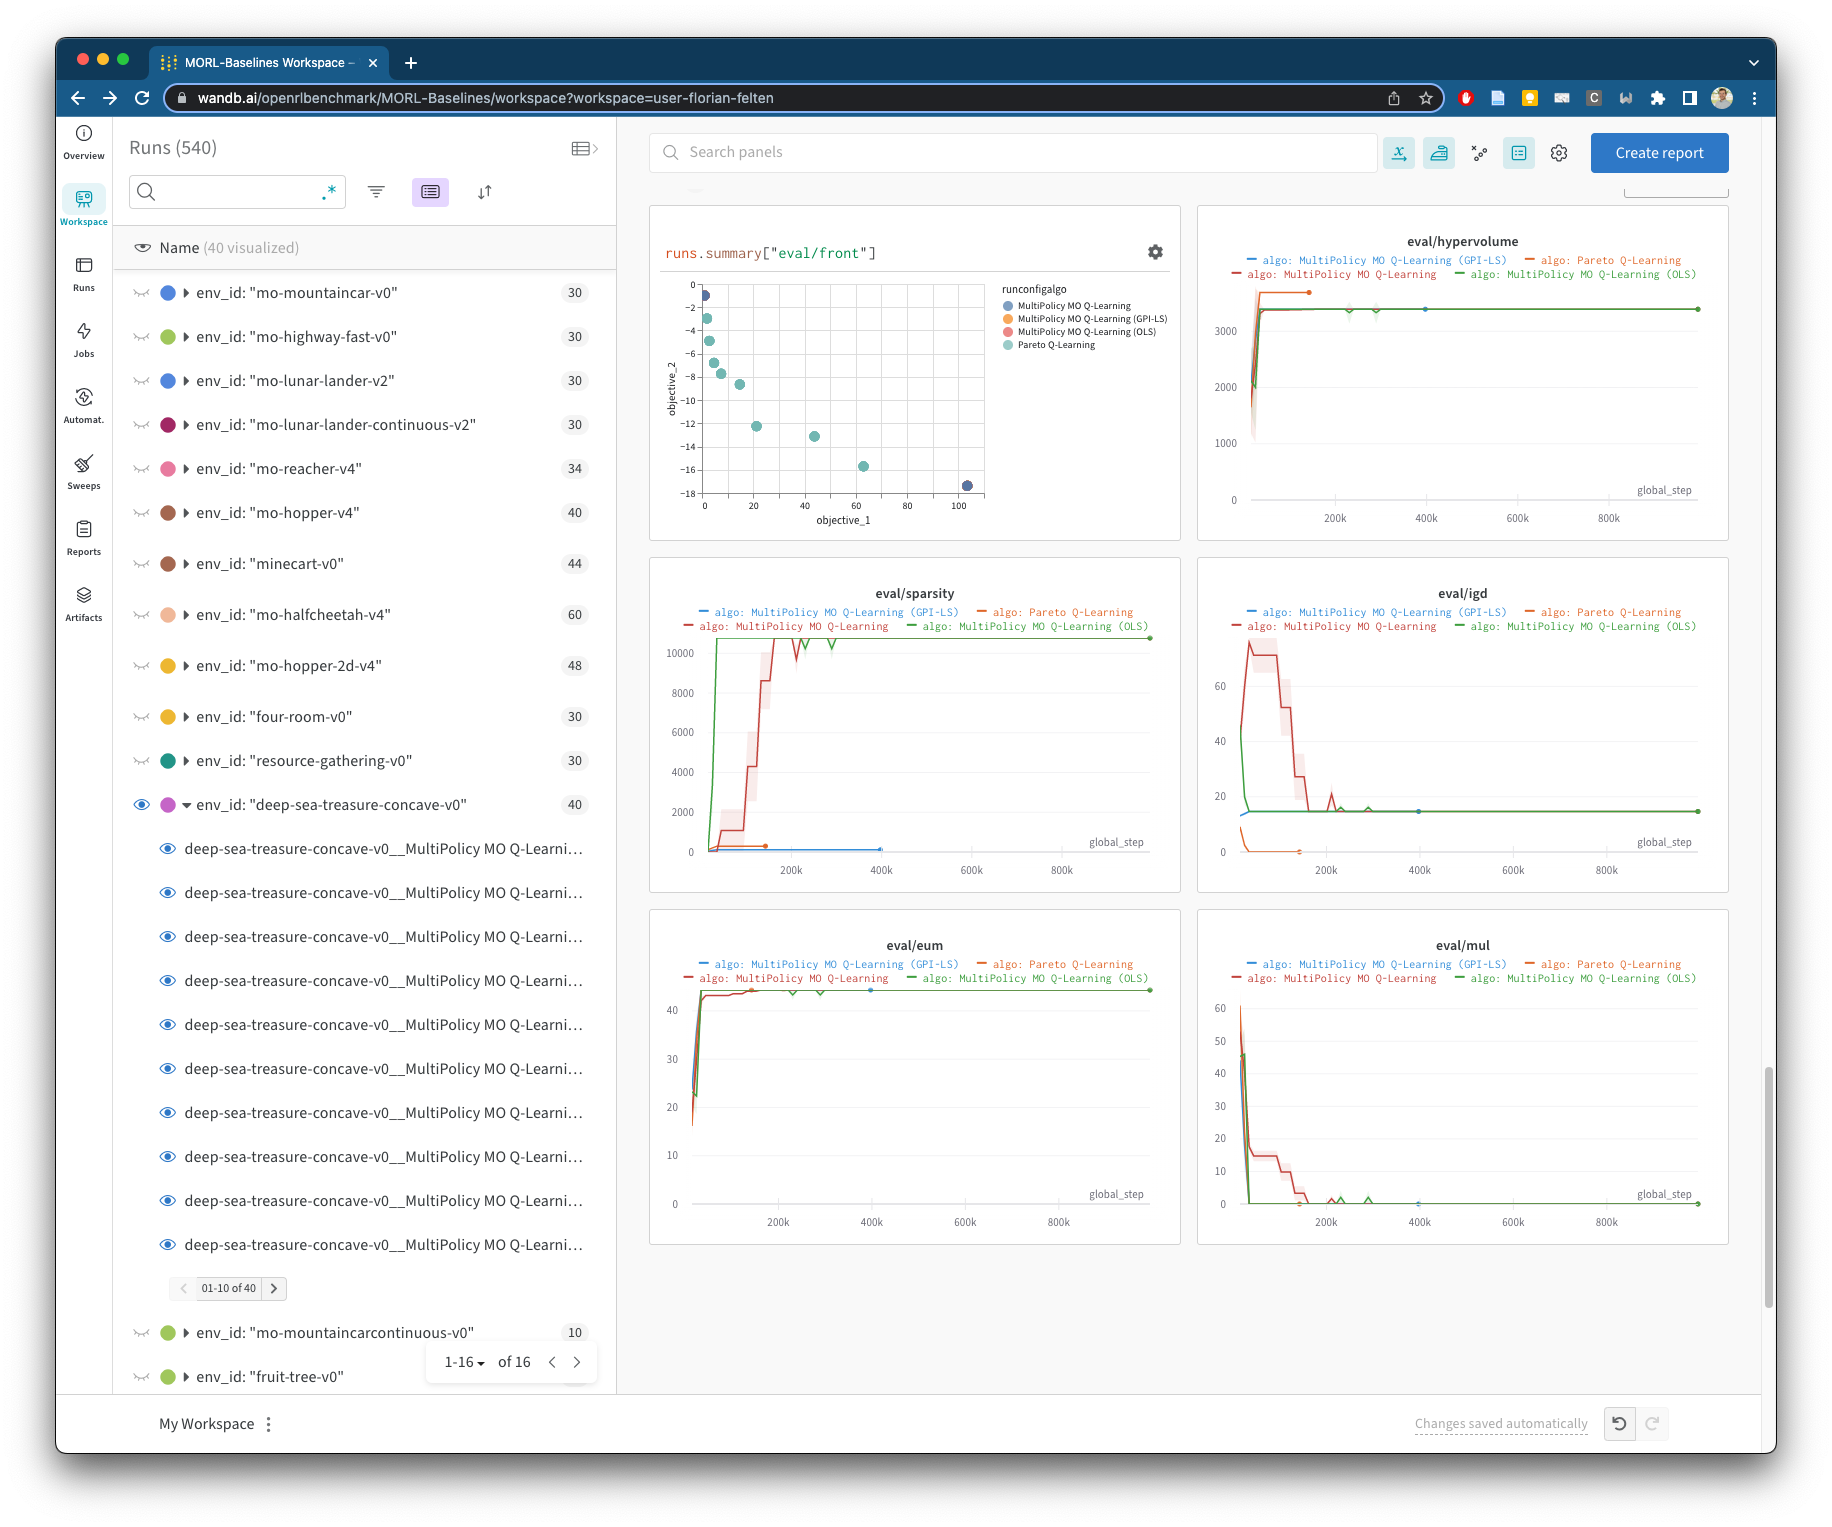 MORL-Baselines Workspace –
wandb.ai/openrlbenchmark/MORL-Baselines/workspace?workspace=user-florian-felten
Overview
Workspace
Runs
Jobs
Automat.
Sweeps
Reports
Artifacts
Runs (540)
.*
Name (40 visualized)
env_id: "mo-mountaincar-v0" 30
env_id: "mo-highway-fast-v0" 30
env_id: "mo-lunar-lander-v2" 30
env_id: "mo-lunar-lander-continuous-v2" 30
env_id: "mo-reacher-v4" 34
env_id: "mo-hopper-v4" 40
env_id: "minecart-v0" 44
env_id: "mo-halfcheetah-v4" 60
env_id: "mo-hopper-2d-v4" 48
env_id: "four-room-v0" 30
env_id: "resource-gathering-v0" 30
env_id: "deep-sea-treasure-concave-v0" 40
deep-sea-treasure-concave-v0__MultiPolicy MO Q-Learni...
deep-sea-treasure-concave-v0__MultiPolicy MO Q-Learni...
deep-sea-treasure-concave-v0__MultiPolicy MO Q-Learni...
deep-sea-treasure-concave-v0__MultiPolicy MO Q-Learni...
deep-sea-treasure-concave-v0__MultiPolicy MO Q-Learni...
deep-sea-treasure-concave-v0__MultiPolicy MO Q-Learni...
deep-sea-treasure-concave-v0__MultiPolicy MO Q-Learni...
deep-sea-treasure-concave-v0__MultiPolicy MO Q-Learni...
deep-sea-treasure-concave-v0__MultiPolicy MO Q-Learni...
deep-sea-treasure-concave-v0__MultiPolicy MO Q-Learni...
01-10 of 40
env_id: "mo-mountaincarcontinuous-v0" 10
env_id: "fruit-tree-v0"
1-16 of 16
Search panels
Create report
runs.summary["eval/front"]
0
−2
−4
−6
−8
−10
−12
−14
−16
−18
objective_2
0 20 40 60 80 100
objective_1
runconfigalgo
MultiPolicy MO Q-Learning
MultiPolicy MO Q-Learning (GPI-LS)
MultiPolicy MO Q-Learning (OLS)
Pareto Q-Learning
eval/hypervolume
algo: MultiPolicy MO Q-Learning (GPI-LS) algo: Pareto Q-Learning
algo: MultiPolicy MO Q-Learning algo: MultiPolicy MO Q-Learning (OLS)
3000
2000
1000
0
global_step
200k 400k 600k 800k
eval/sparsity
algo: MultiPolicy MO Q-Learning (GPI-LS) algo: Pareto Q-Learning
algo: MultiPolicy MO Q-Learning algo: MultiPolicy MO Q-Learning (OLS)
10000
8000
6000
4000
2000
0
global_step
200k 400k 600k 800k
eval/igd
algo: MultiPolicy MO Q-Learning (GPI-LS) algo: Pareto Q-Learning
algo: MultiPolicy MO Q-Learning algo: MultiPolicy MO Q-Learning (OLS)
60
40
20
0
global_step
200k 400k 600k 800k
eval/eum
algo: MultiPolicy MO Q-Learning (GPI-LS) algo: Pareto Q-Learning
algo: MultiPolicy MO Q-Learning algo: MultiPolicy MO Q-Learning (OLS)
40
30
20
10
0
global_step
200k 400k 600k 800k
eval/mul
algo: MultiPolicy MO Q-Learning (GPI-LS) algo: Pareto Q-Learning
algo: MultiPolicy MO Q-Learning algo: MultiPolicy MO Q-Learning (OLS)
60
50
40
30
20
10
0
global_step
200k 400k 600k 800k
My Workspace
Changes saved automatically